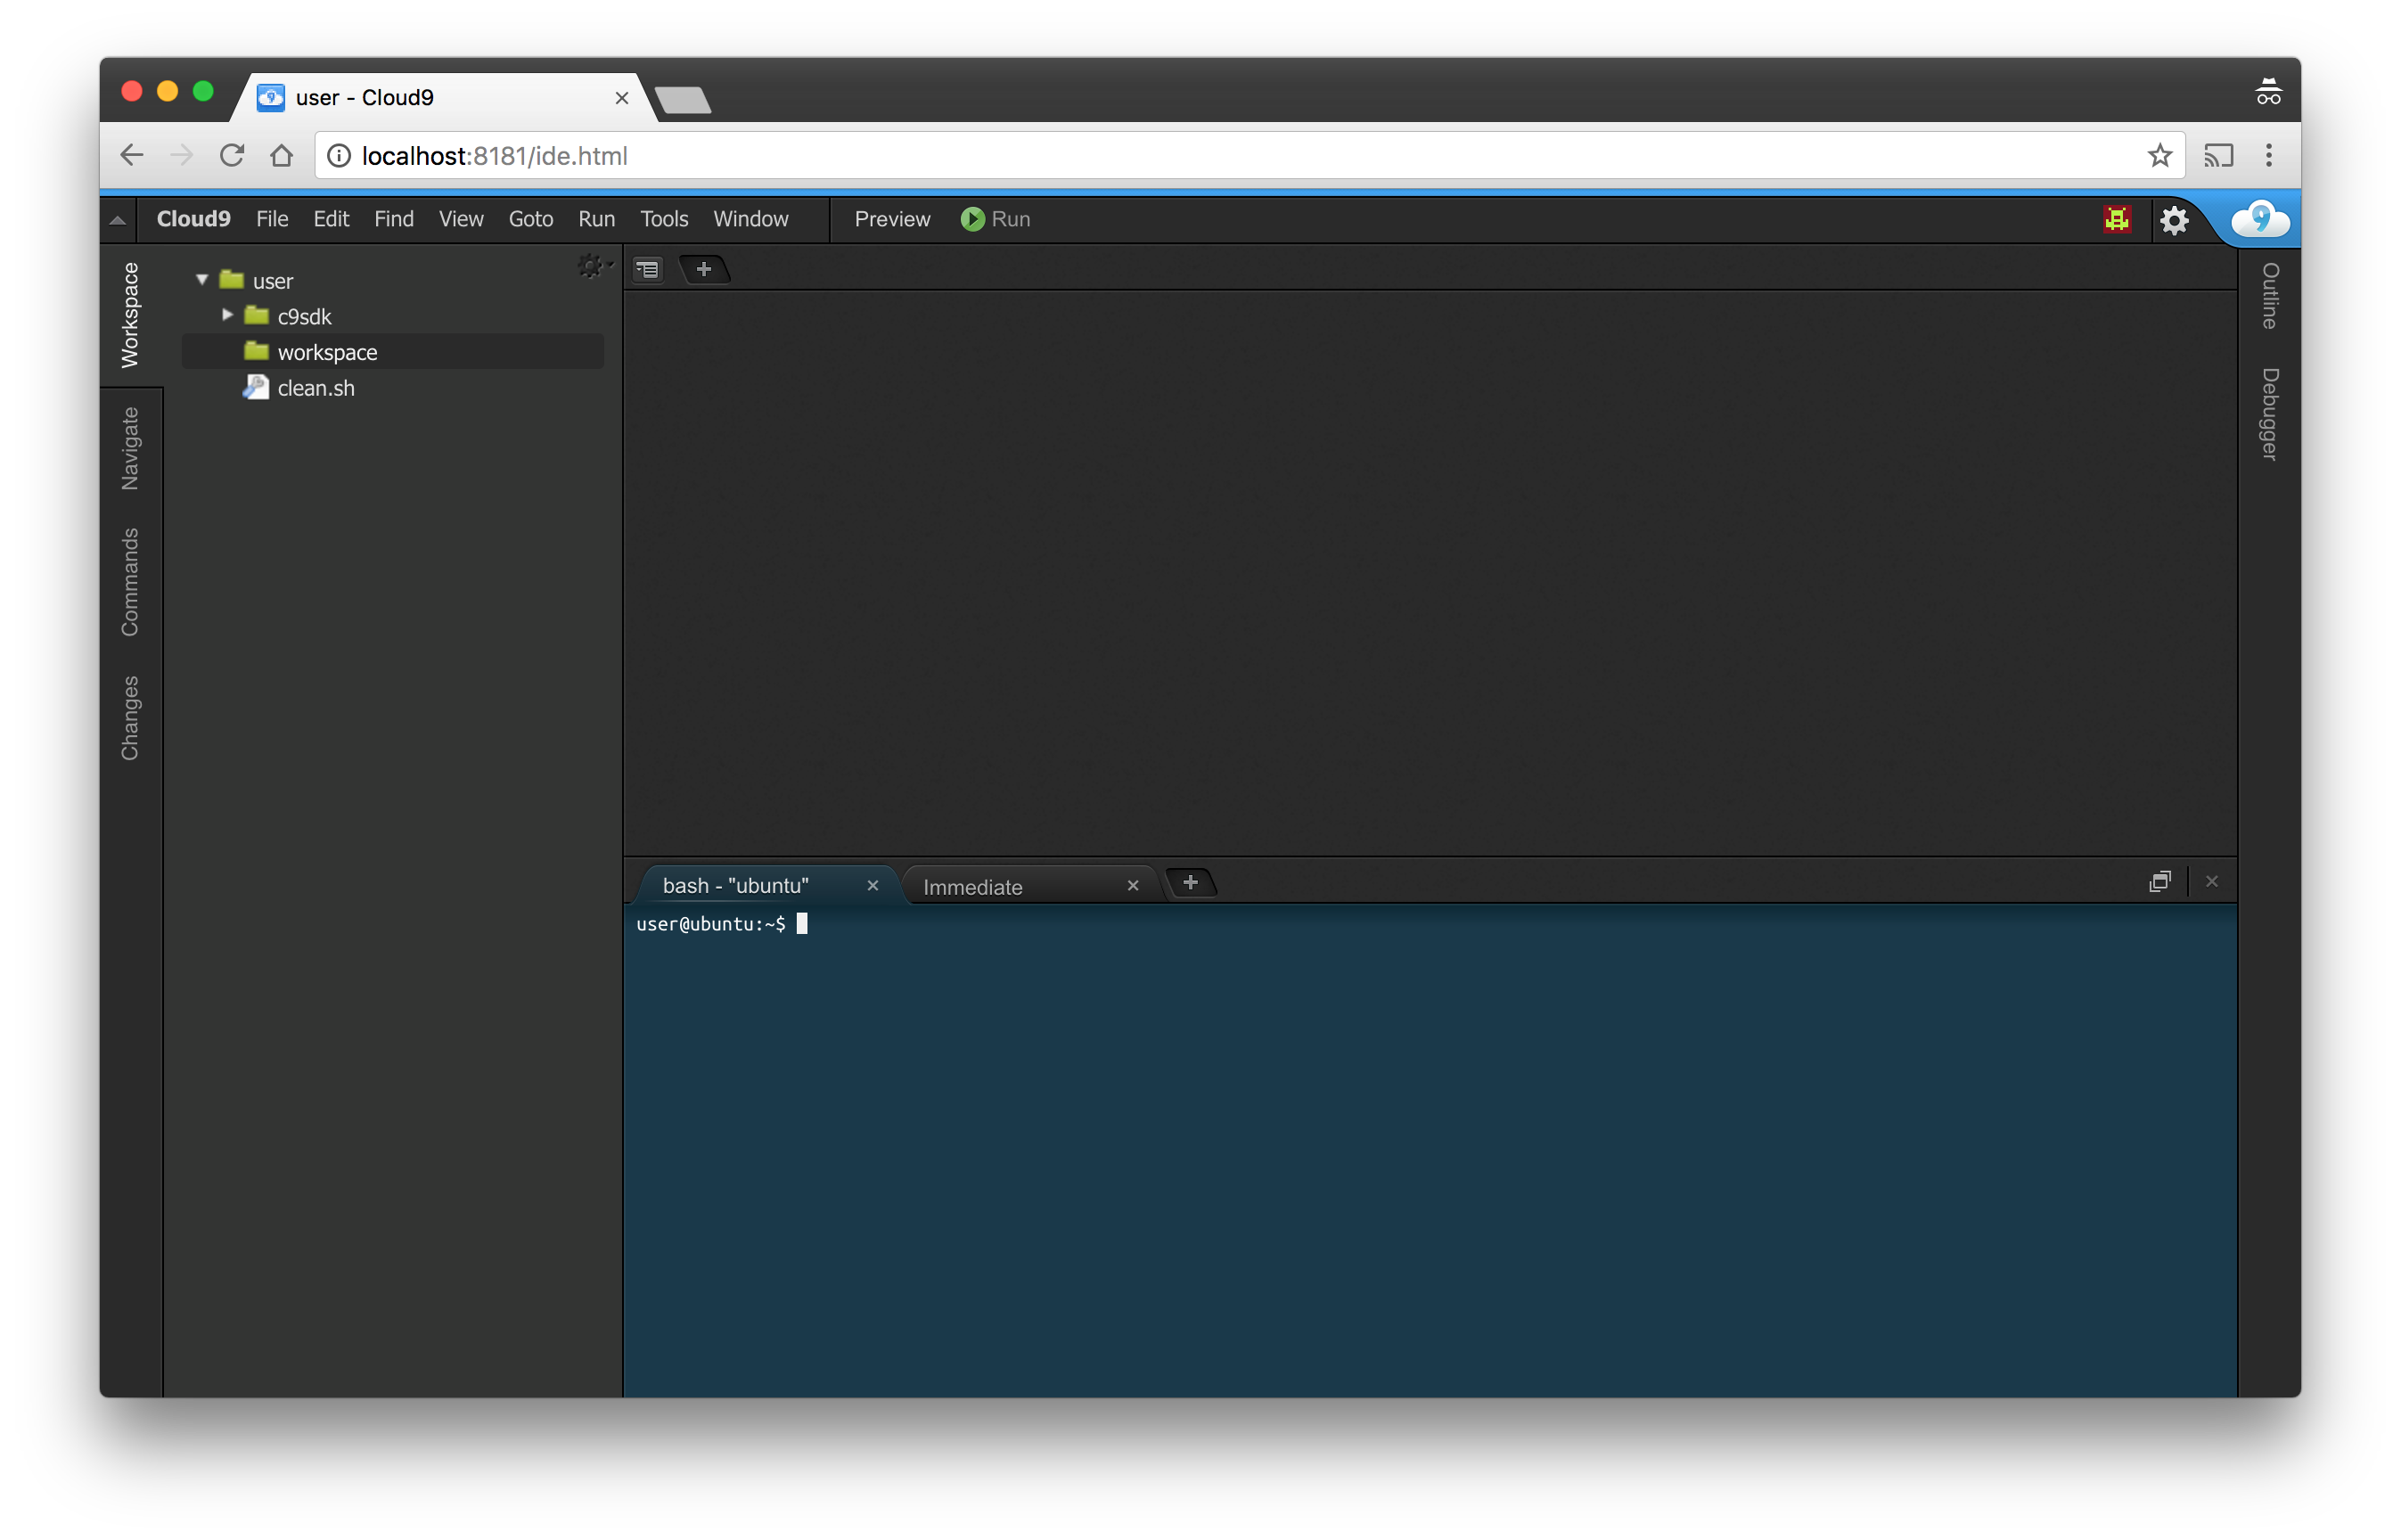 user - Cloud9
localhost:8181/ide.html
Cloud9 File Edit Find View Goto Run Tools Window Preview Run
9
Workspace
Navigate
Commands
Changes
user
c9sdk
workspace
clean.sh
Outline
Debugger
bash - "ubuntu" Immediate
user@ubuntu:~$